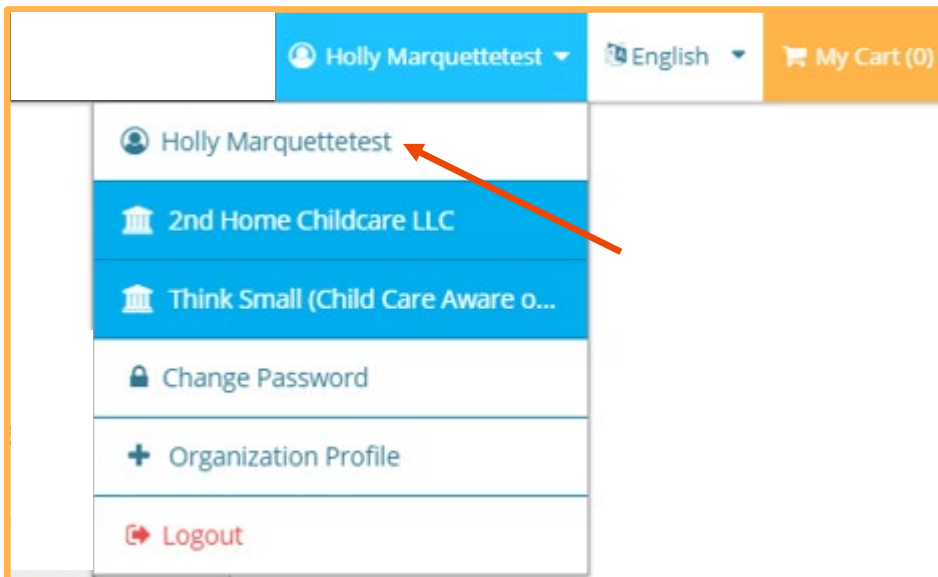 Holly Marquettetest
English
My Cart (0)
Holly Marquettetest
2nd Home Childcare LLC
Think Small (Child Care Aware o...
Change Password
Organization Profile
Logout